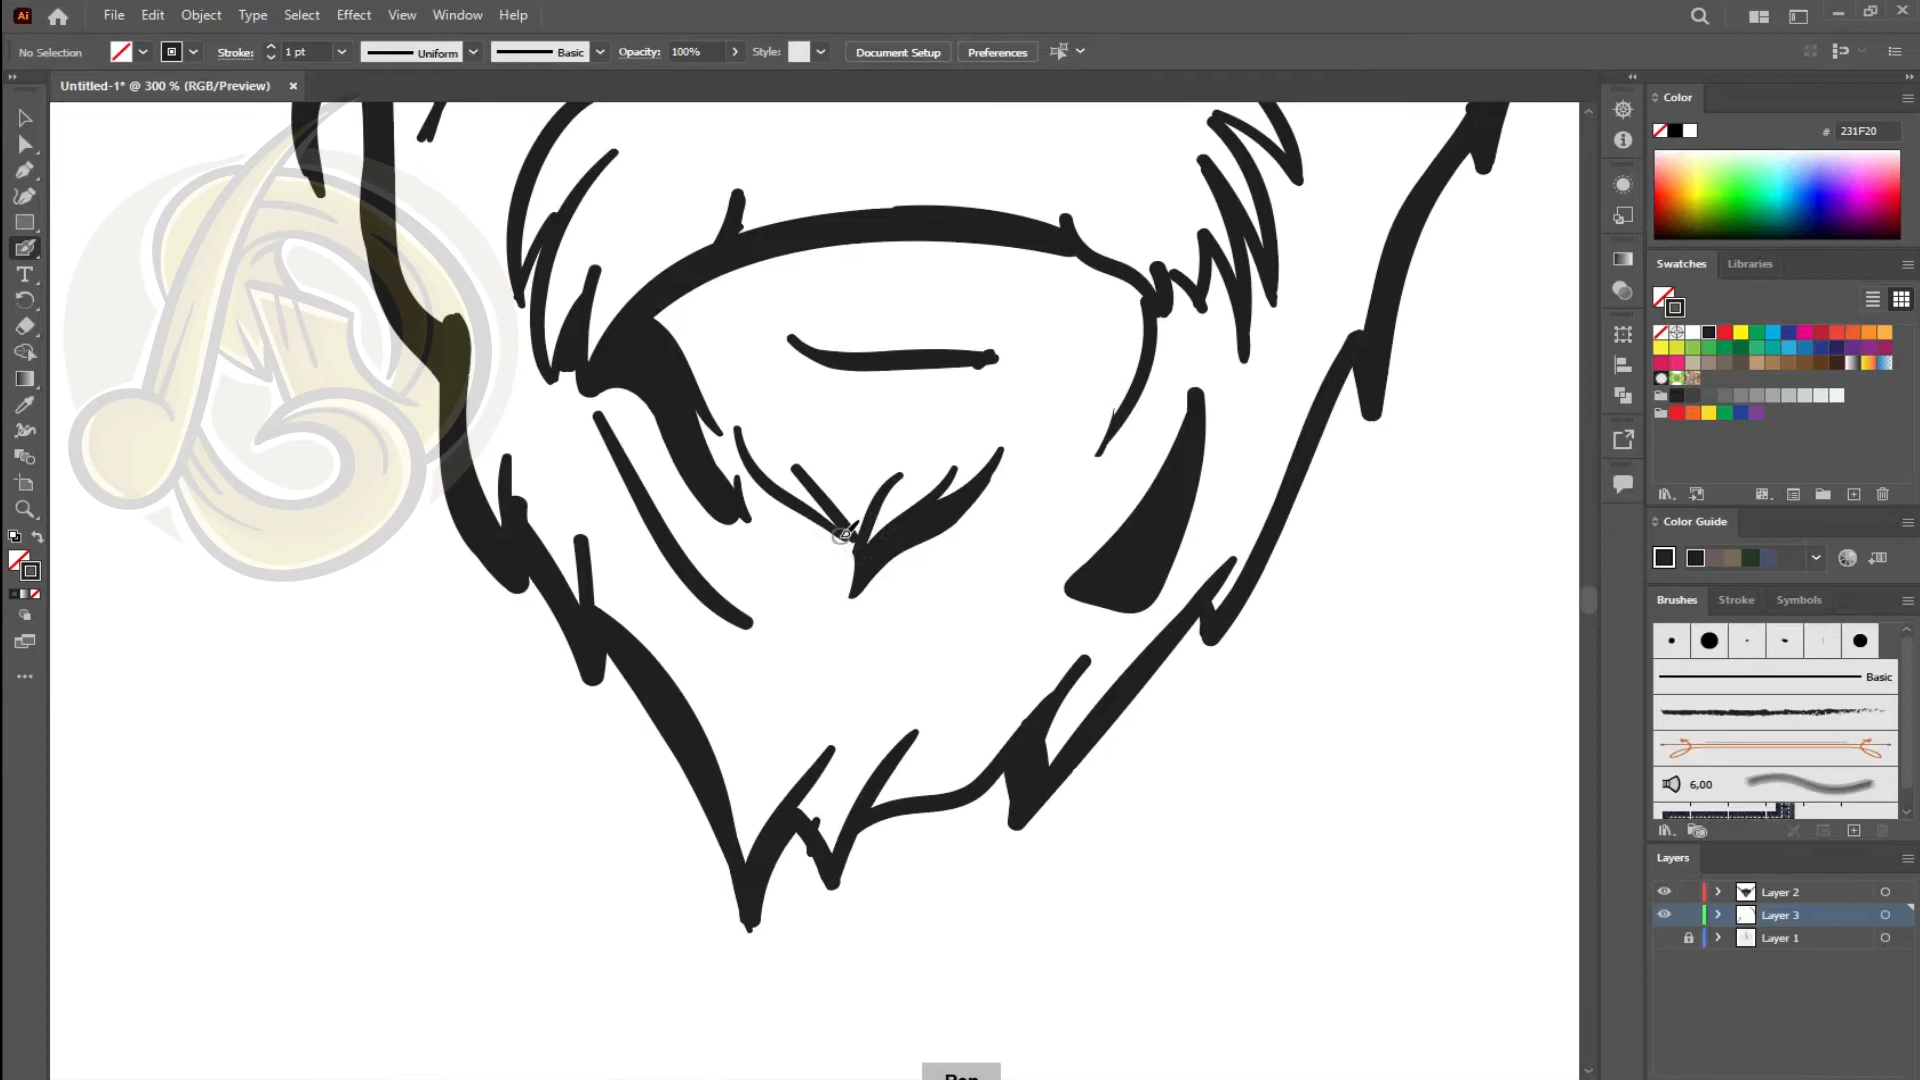 Ai File Edit Object Type Select Effect View Window Help
No Selection Stroke: 1 pt Uniform Basic Opacity: 100% Style: Document Setup Preferences
Untitled-1* @ 300 % (RGB/Preview) ×
Color
# 231F20
Swatches Libraries
Color Guide
Brushes Stroke Symbols
Basic
6,00
Layers
Layer 2
Layer 3
Layer 1